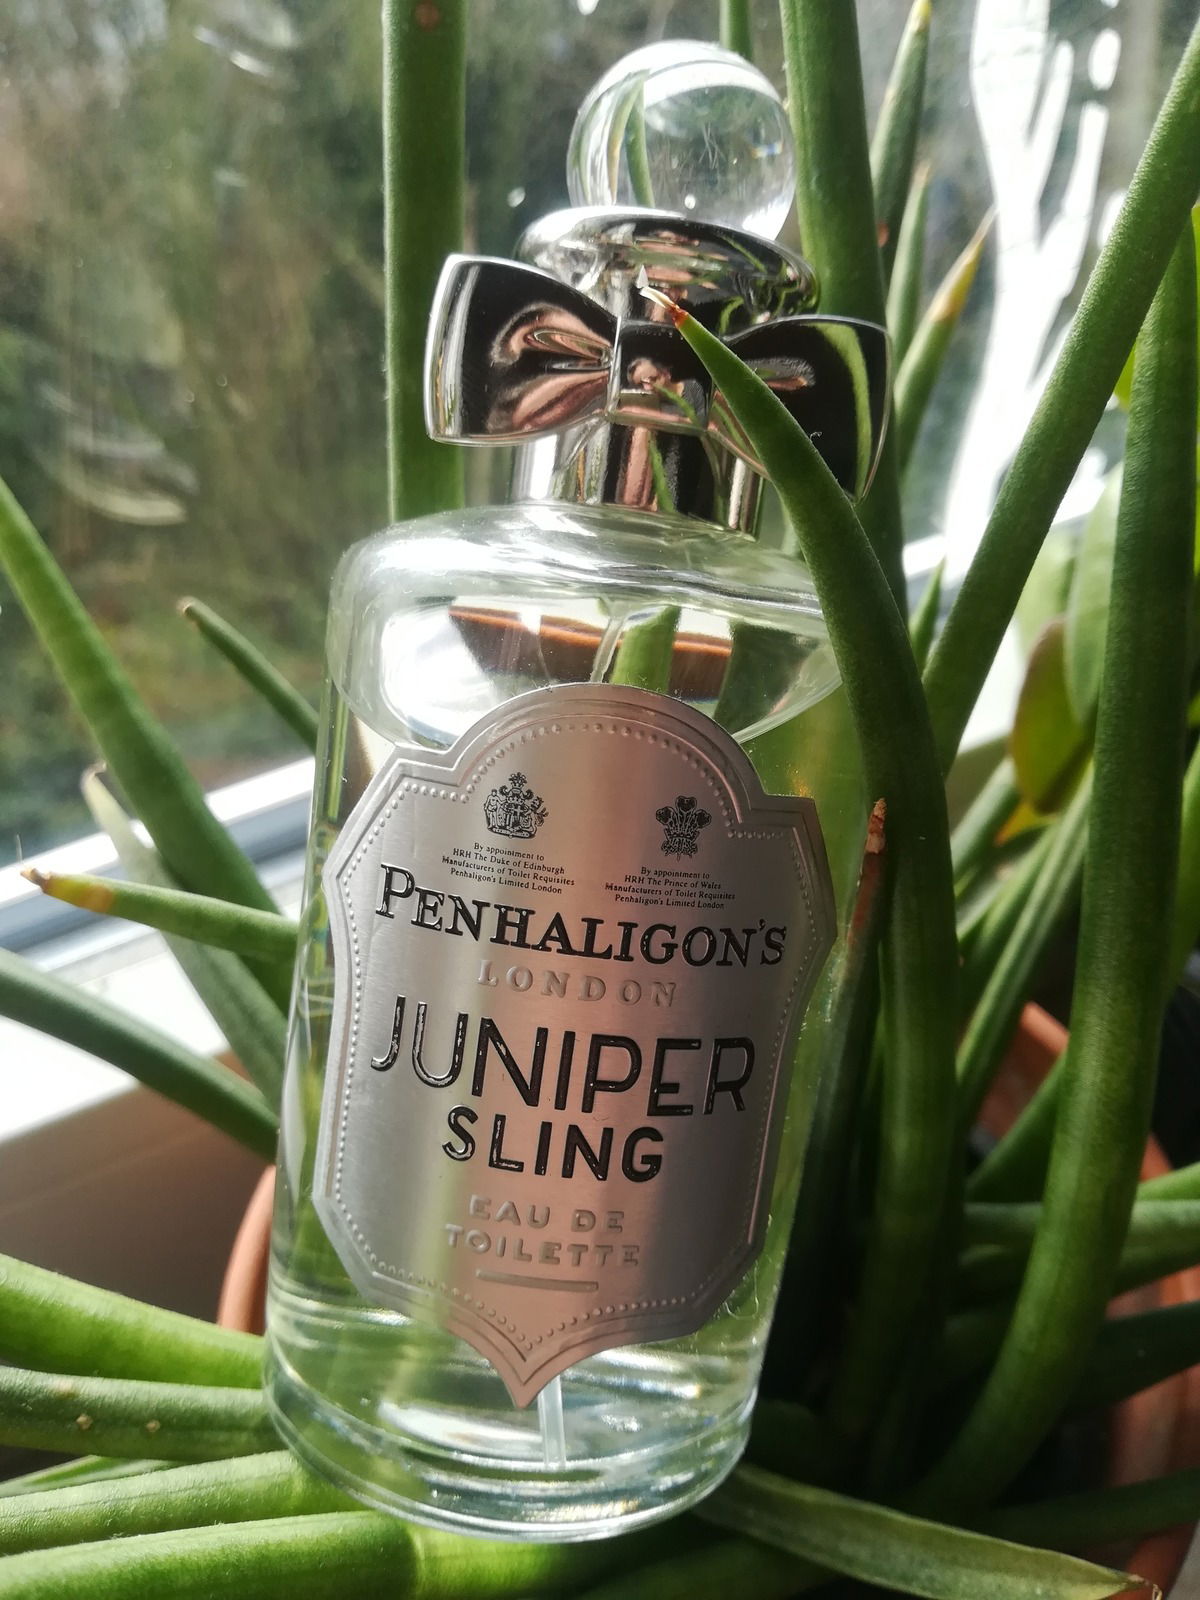 By appointment to
HRH The Duke of Edinburgh
Manufacturers of Toilet Requisites
Penhaligon's Limited London
By appointment to
HRH The Prince of Wales
Manufacturers of Toilet Requisites
Penhaligon's Limited London
PENHALIGON'S
LONDON
JUNIPER
SLING
EAU DE
TOILETTE